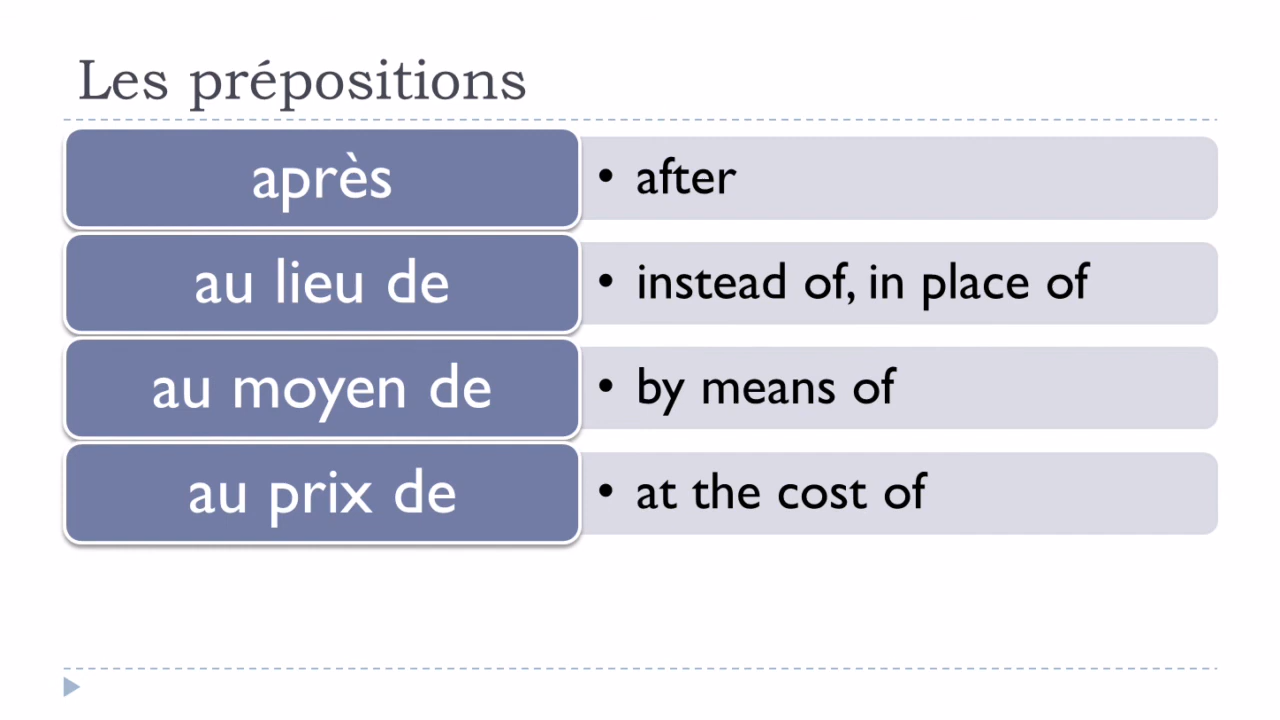 Les prépositions
après
• after
au lieu de
• instead of, in place of
au moyen de
• by means of
au prix de
• at the cost of